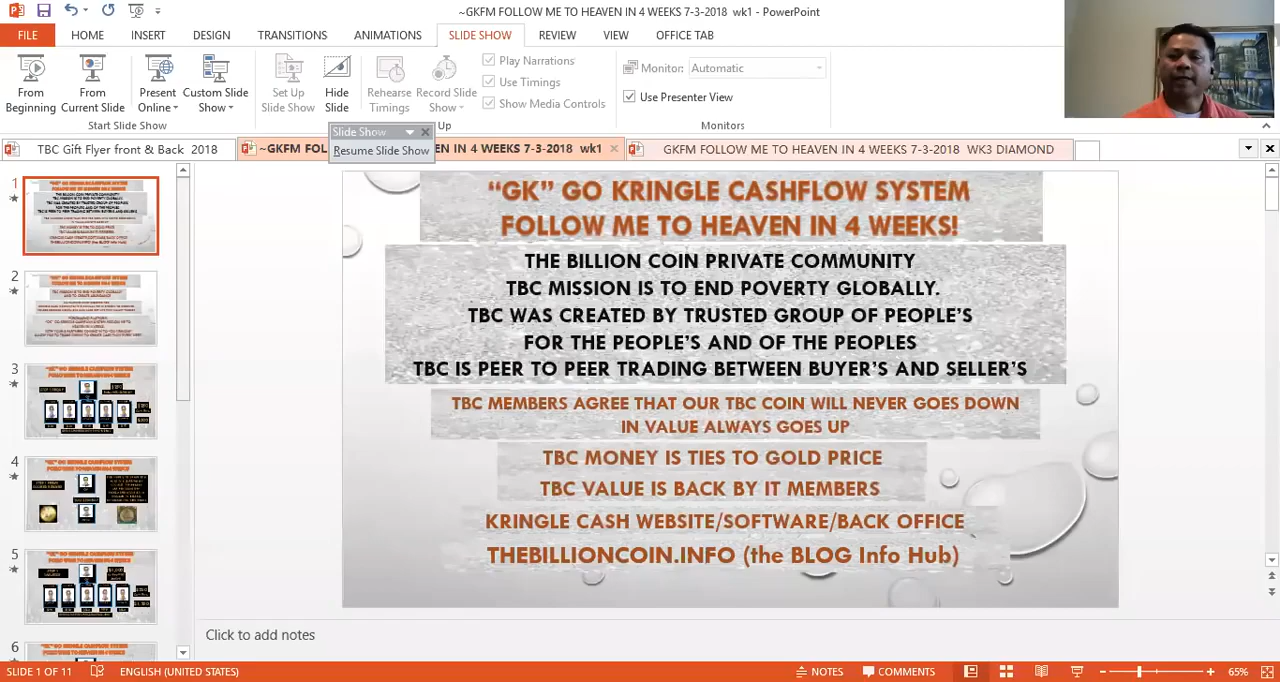 ~GKFM FOLLOW ME TO HEAVEN IN 4 WEEKS 7-3-2018 wk1 - PowerPoint
FILE HOME INSERT DESIGN TRANSITIONS ANIMATIONS SLIDE SHOW REVIEW VIEW OFFICE TAB
From Beginning
From Current Slide
Present Online
Custom Slide Show
Set Up Slide Show
Hide Slide
Rehearse Timings
Record Slide Show
Play Narrations
Use Timings
Show Media Controls
Monitor: Automatic
Use Presenter View
Start Slide Show
Up
Monitors
Slide Show
Resume Slide Show
TBC Gift Flyer front & Back 2018
~GKFM FOL
EN IN 4 WEEKS 7-3-2018 wk1
GKFM FOLLOW ME TO HEAVEN IN 4 WEEKS 7-3-2018 WK3 DIAMOND
1
2
3
4
5
6
“GK” GO KRINGLE CASHFLOW SYSTEM
FOLLOW ME TO HEAVEN IN 4 WEEKS!
THE BILLION COIN PRIVATE COMMUNITY
TBC MISSION IS TO END POVERTY GLOBALLY.
TBC WAS CREATED BY TRUSTED GROUP OF PEOPLE’S
FOR THE PEOPLE’S AND OF THE PEOPLES
TBC IS PEER TO PEER TRADING BETWEEN BUYER’S AND SELLER’S
TBC MEMBERS AGREE THAT OUR TBC COIN WILL NEVER GOES DOWN
IN VALUE ALWAYS GOES UP
TBC MONEY IS TIES TO GOLD PRICE
TBC VALUE IS BACK BY IT MEMBERS
KRINGLE CASH WEBSITE/SOFTWARE/BACK OFFICE
THEBILLIONCOIN.INFO (the BLOG Info Hub)
Click to add notes
SLIDE 1 OF 11 ENGLISH (UNITED STATES) NOTES COMMENTS 65%